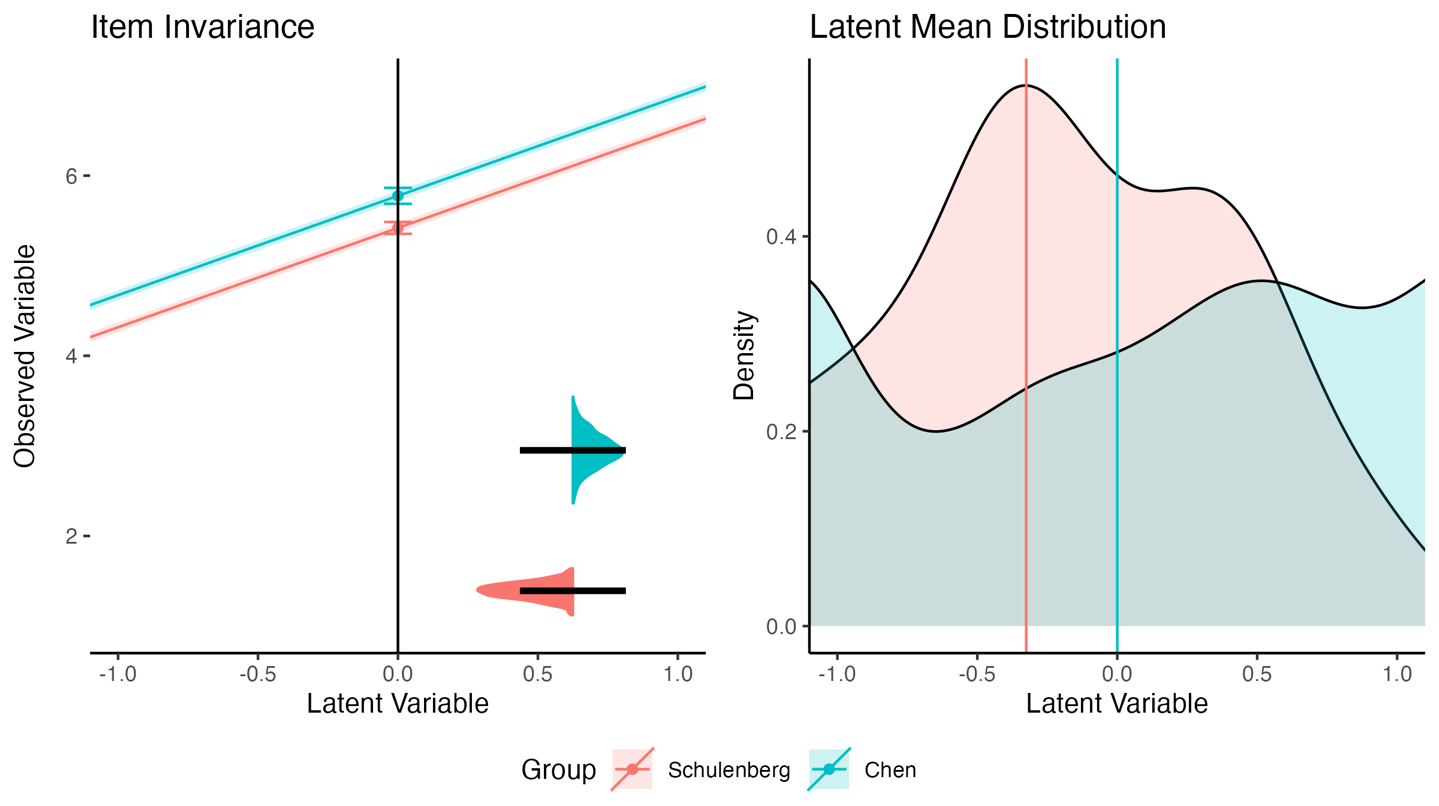 Item Invariance
Observed Variable
6
4
2
-1.0 -0.5 0.0 0.5 1.0
Latent Variable
Latent Mean Distribution
Density
0.4
0.2
0.0
-1.0 -0.5 0.0 0.5 1.0
Latent Variable
Group Schulenberg Chen